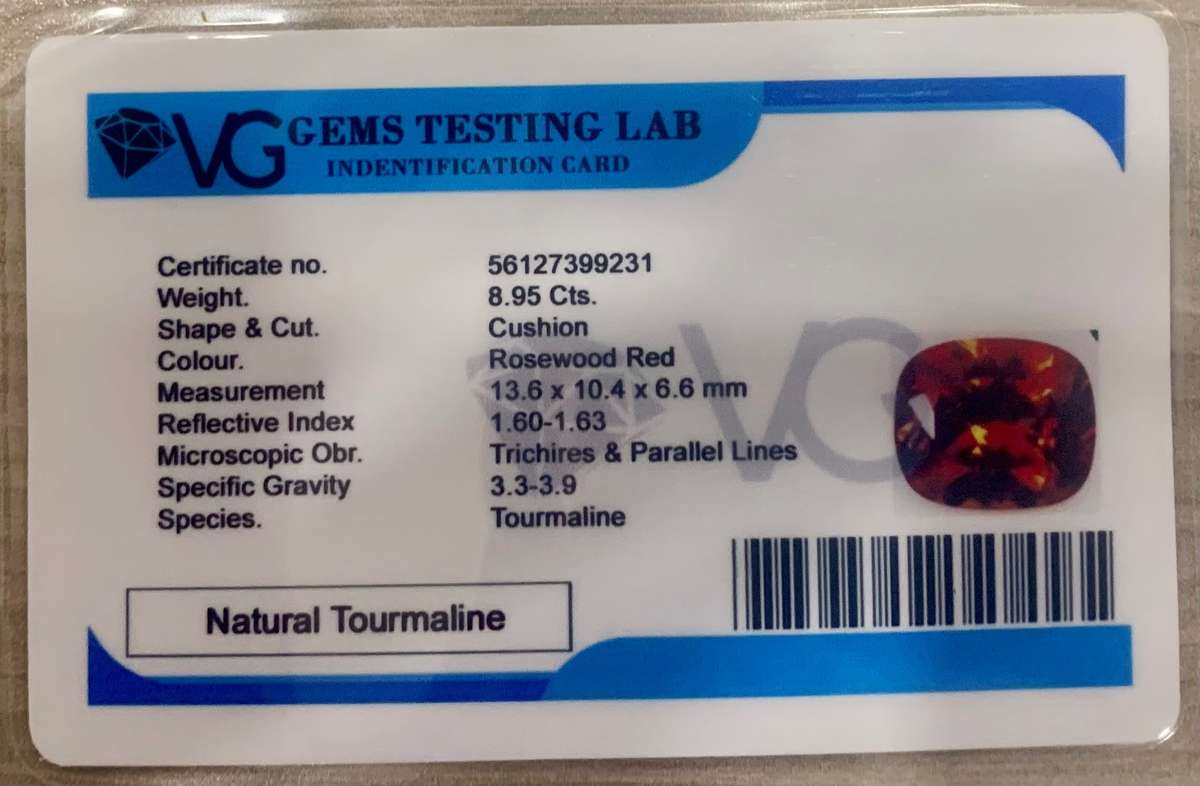 VG GEMS TESTING LAB
INDENTIFICATION CARD
Certificate no. 56127399231
Weight. 8.95 Cts.
Shape & Cut. Cushion
Colour. Rosewood Red
Measurement 13.6 x 10.4 x 6.6 mm
Reflective Index 1.60-1.63
Microscopic Obr. Trichires & Parallel Lines
Specific Gravity 3.3-3.9
Species. Tourmaline
VG
Natural Tourmaline